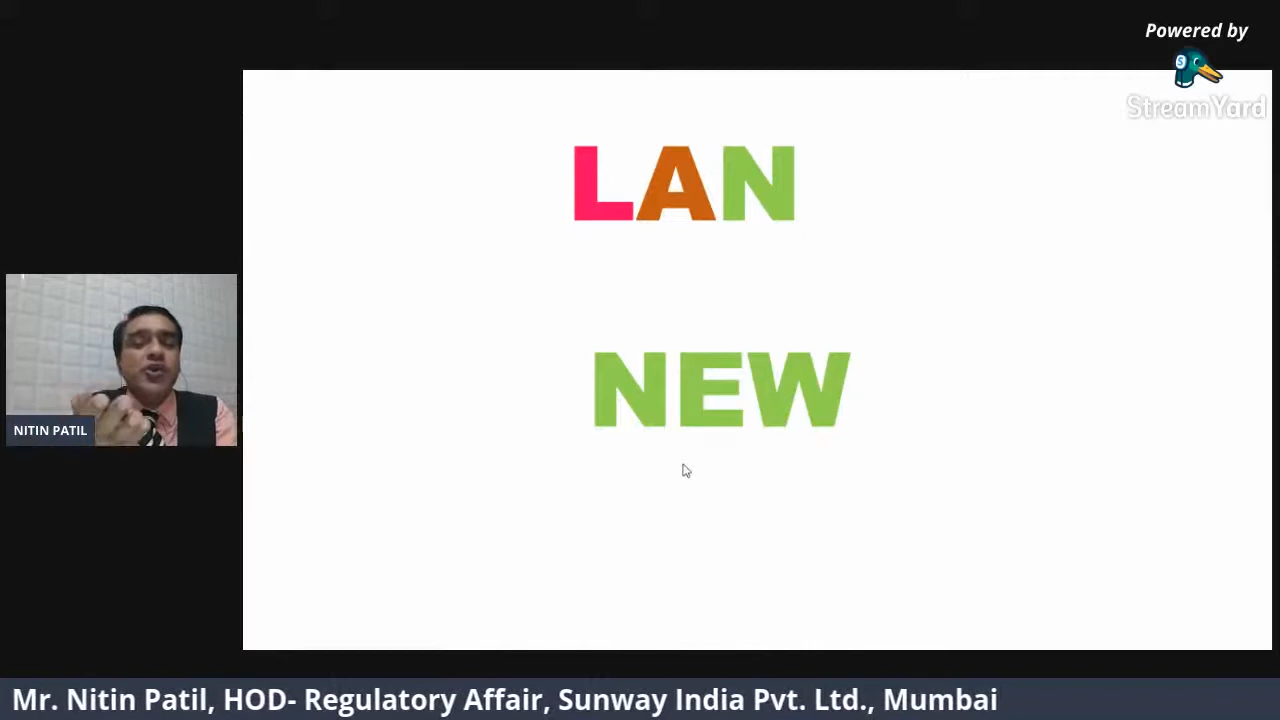 Powered by
StreamYard
LAN
NEW
NITIN PATIL
Mr. Nitin Patil, HOD- Regulatory Affair, Sunway India Pvt. Ltd., Mumbai